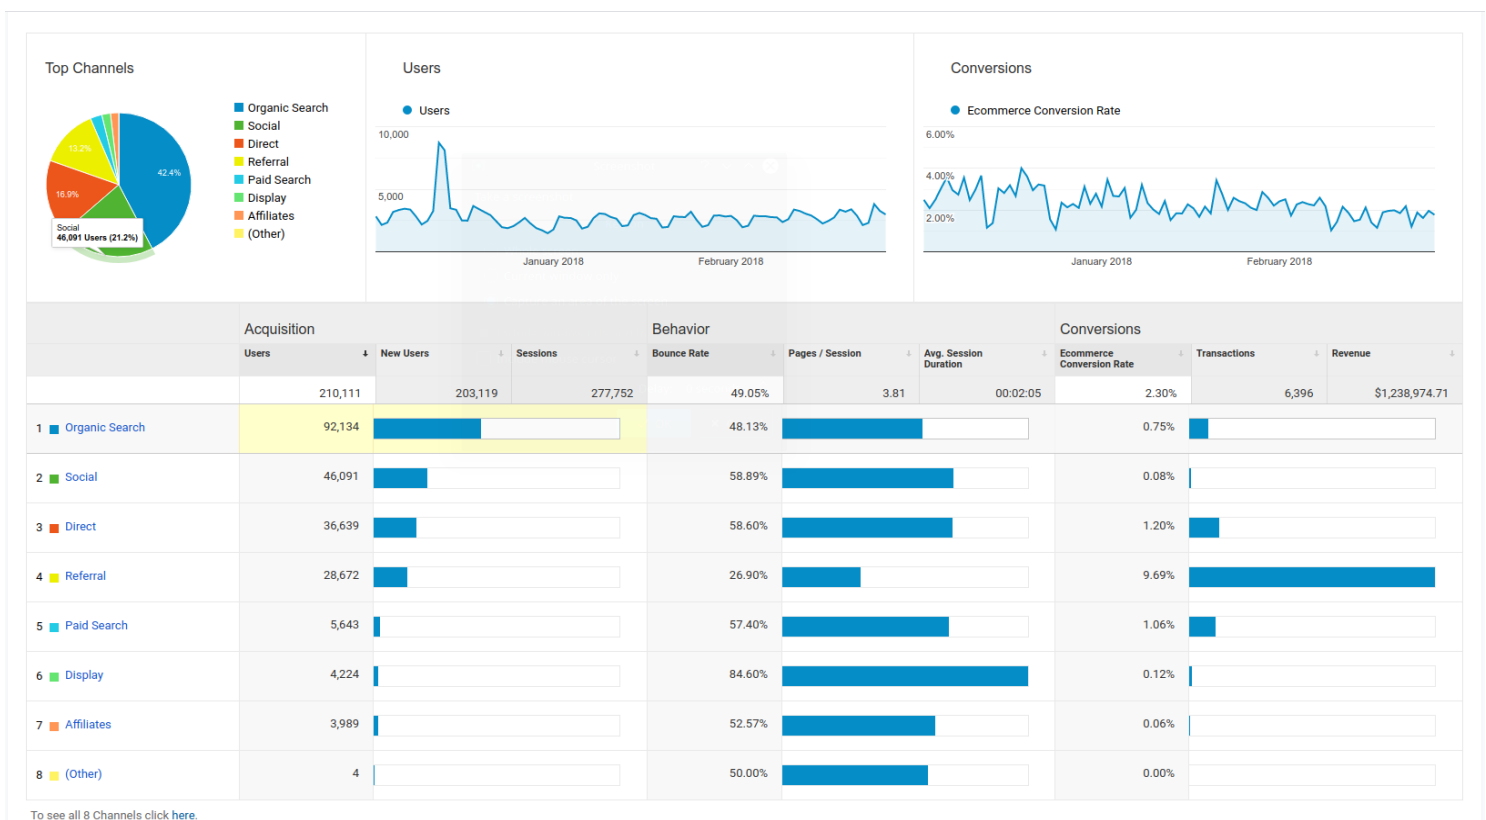 Top Channels
Organic Search
Social
Direct
Referral
Paid Search
Display
Affiliates
(Other)
42.4%
13.2%
16.9%
Social
46,091 Users (21.2%)
Users
Users
10,000
5,000
January 2018
February 2018
Conversions
Ecommerce Conversion Rate
6.00%
4.00%
2.00%
January 2018
February 2018
Acquisition Behavior Conversions
Users New Users Sessions Bounce Rate Pages / Session Avg. Session Duration Ecommerce Conversion Rate Transactions Revenue
210,111 203,119 277,752 49.05% 3.81 00:02:05 2.30% 6,396 $1,238,974.71
1 Organic Search 92,134 48.13% 0.75%
2 Social 46,091 58.89% 0.08%
3 Direct 36,639 58.60% 1.20%
4 Referral 28,672 26.90% 9.69%
5 Paid Search 5,643 57.40% 1.06%
6 Display 4,224 84.60% 0.12%
7 Affiliates 3,989 52.57% 0.06%
8 (Other) 4 50.00% 0.00%
To see all 8 Channels click here.